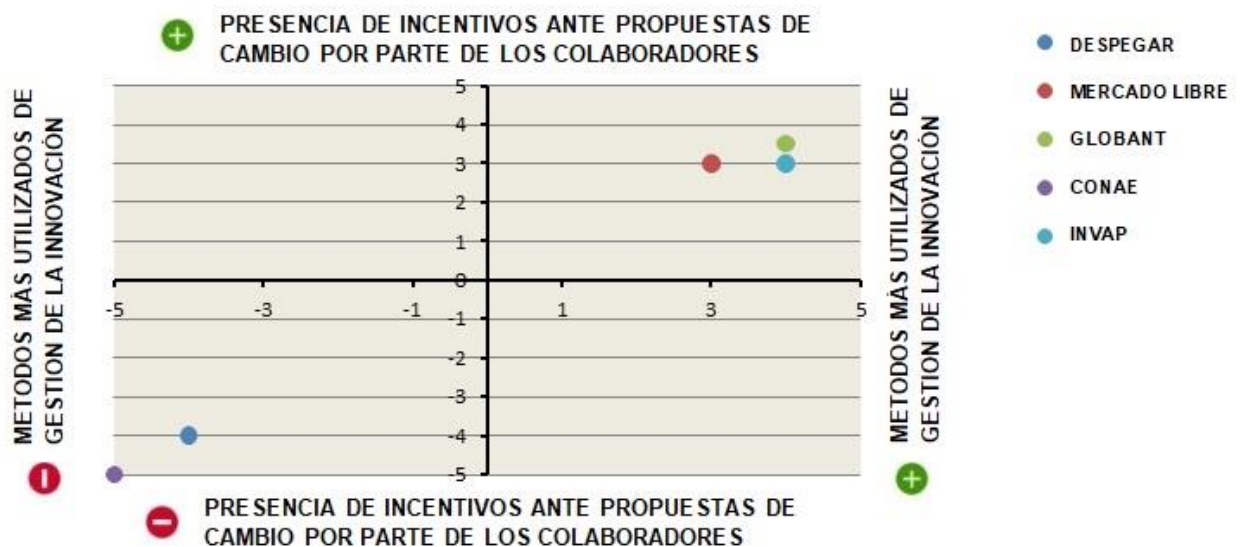 PRESENCIA DE INCENTIVOS ANTE PROPUESTAS DE
CAMBIO POR PARTE DE LOS COLABORADORES
METODOS MÁS UTILIZADOS DE
GESTION DE LA INNOVACIÓN
5
4
3
2
1
0
-1
-2
-3
-4
-5
-5
-3
-1
1
3
5
METODOS MÁS UTILIZADOS DE
GESTION DE LA INNOVACIÓN
DESPEGAR
MERCADO LIBRE
GLOBANT
CONAE
INVAP
PRESENCIA DE INCENTIVOS ANTE PROPUESTAS DE
CAMBIO POR PARTE DE LOS COLABORADORES